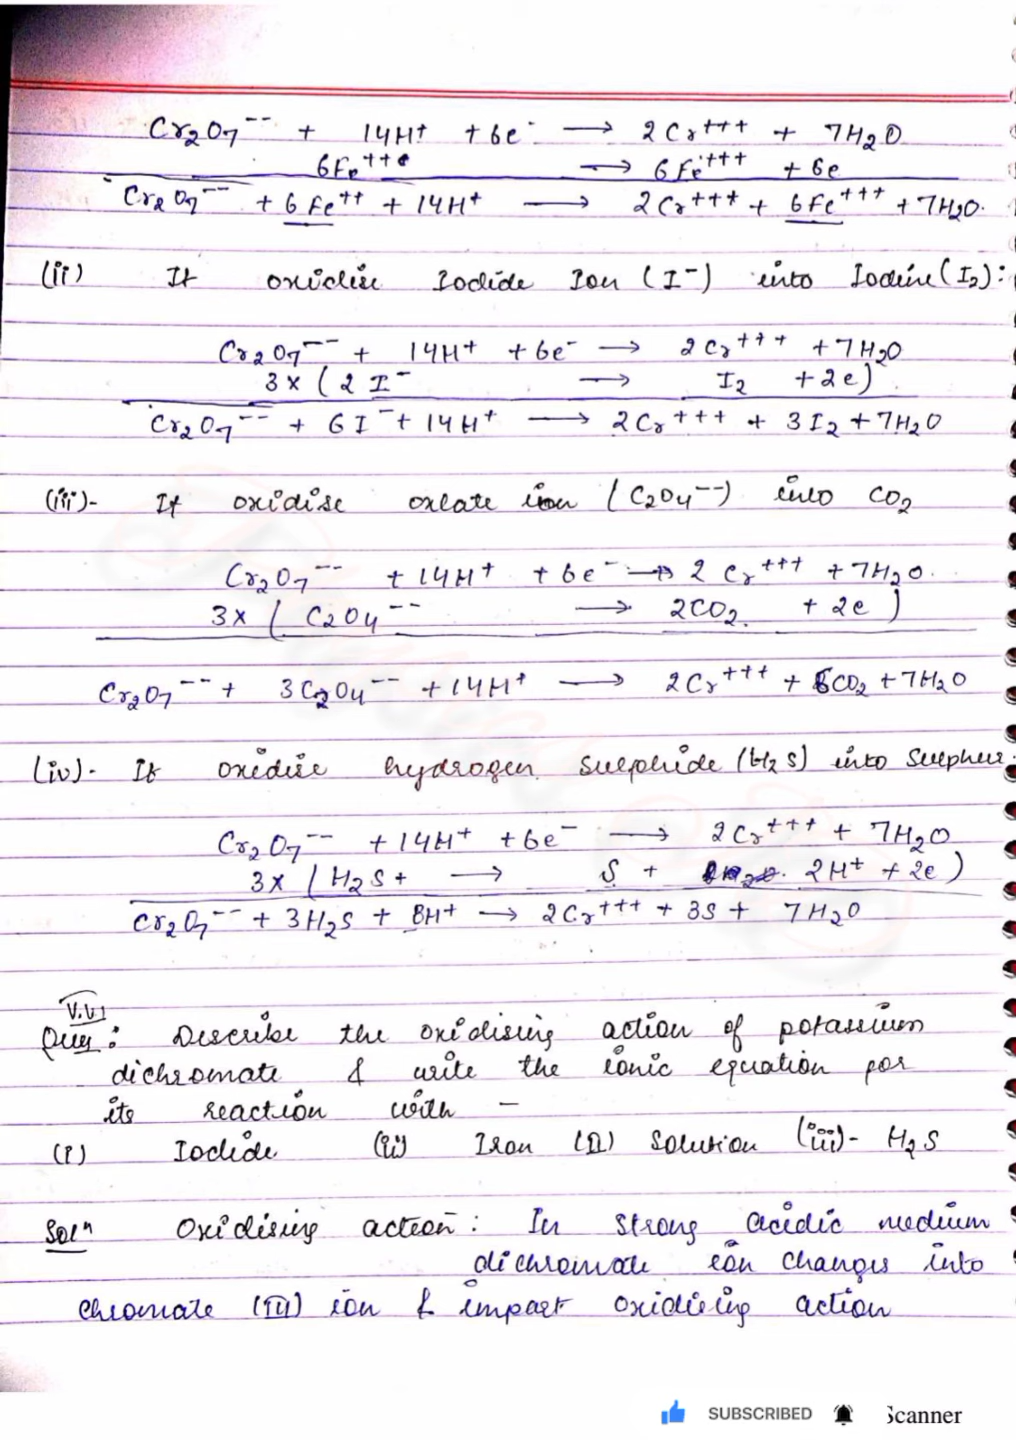 Cr2O7-- + 14H+ + 6e- → 2Cr+++ + 7H2O
6Fe++ → 6Fe+++ + 6e
Cr2O7-- + 6Fe++ + 14H+ → 2Cr+++ + 6Fe+++ + 7H2O.
(ii) It oxidise Iodide Ion (I-) into Iodine (I2):
Cr2O7-- + 14H+ + 6e- → 2Cr+++ + 7H2O
3 x (2I- → I2 + 2e)
Cr2O7-- + 6I- + 14H+ → 2Cr+++ + 3I2 + 7H2O
(iii)- It oxidise oxlate ion (C2O4--) into CO2
Cr2O7-- + 14H+ + 6e- → 2Cr+++ + 7H2O.
3x (C2O4-- → 2CO2. + 2e)
Cr2O7-- + 3C2O4-- + 14H+ → 2Cr+++ + 6CO2 + 7H2O
(iv)- It oxidise hydrogen sulphide (H2S) into Sulphur.
Cr2O7-- + 14H+ + 6e- → 2Cr+++ + 7H2O
3x (H2S + → S + 2H+ + 2e)
Cr2O7-- + 3H2S + 8H+ → 2Cr+++ + 3S + 7H2O
V.V.I
Ques: Describe the oxidising action of potassium
dichromate & write the ionic equation for
its reaction with –
(i) Iodide (ii) Iron (II) Solution (iii)- H2S
Soln Oxidising action: In strong acidic medium
dichromate ion changes into
chromate (III) ion & impart oxidising action
SUBSCRIBED Scanner